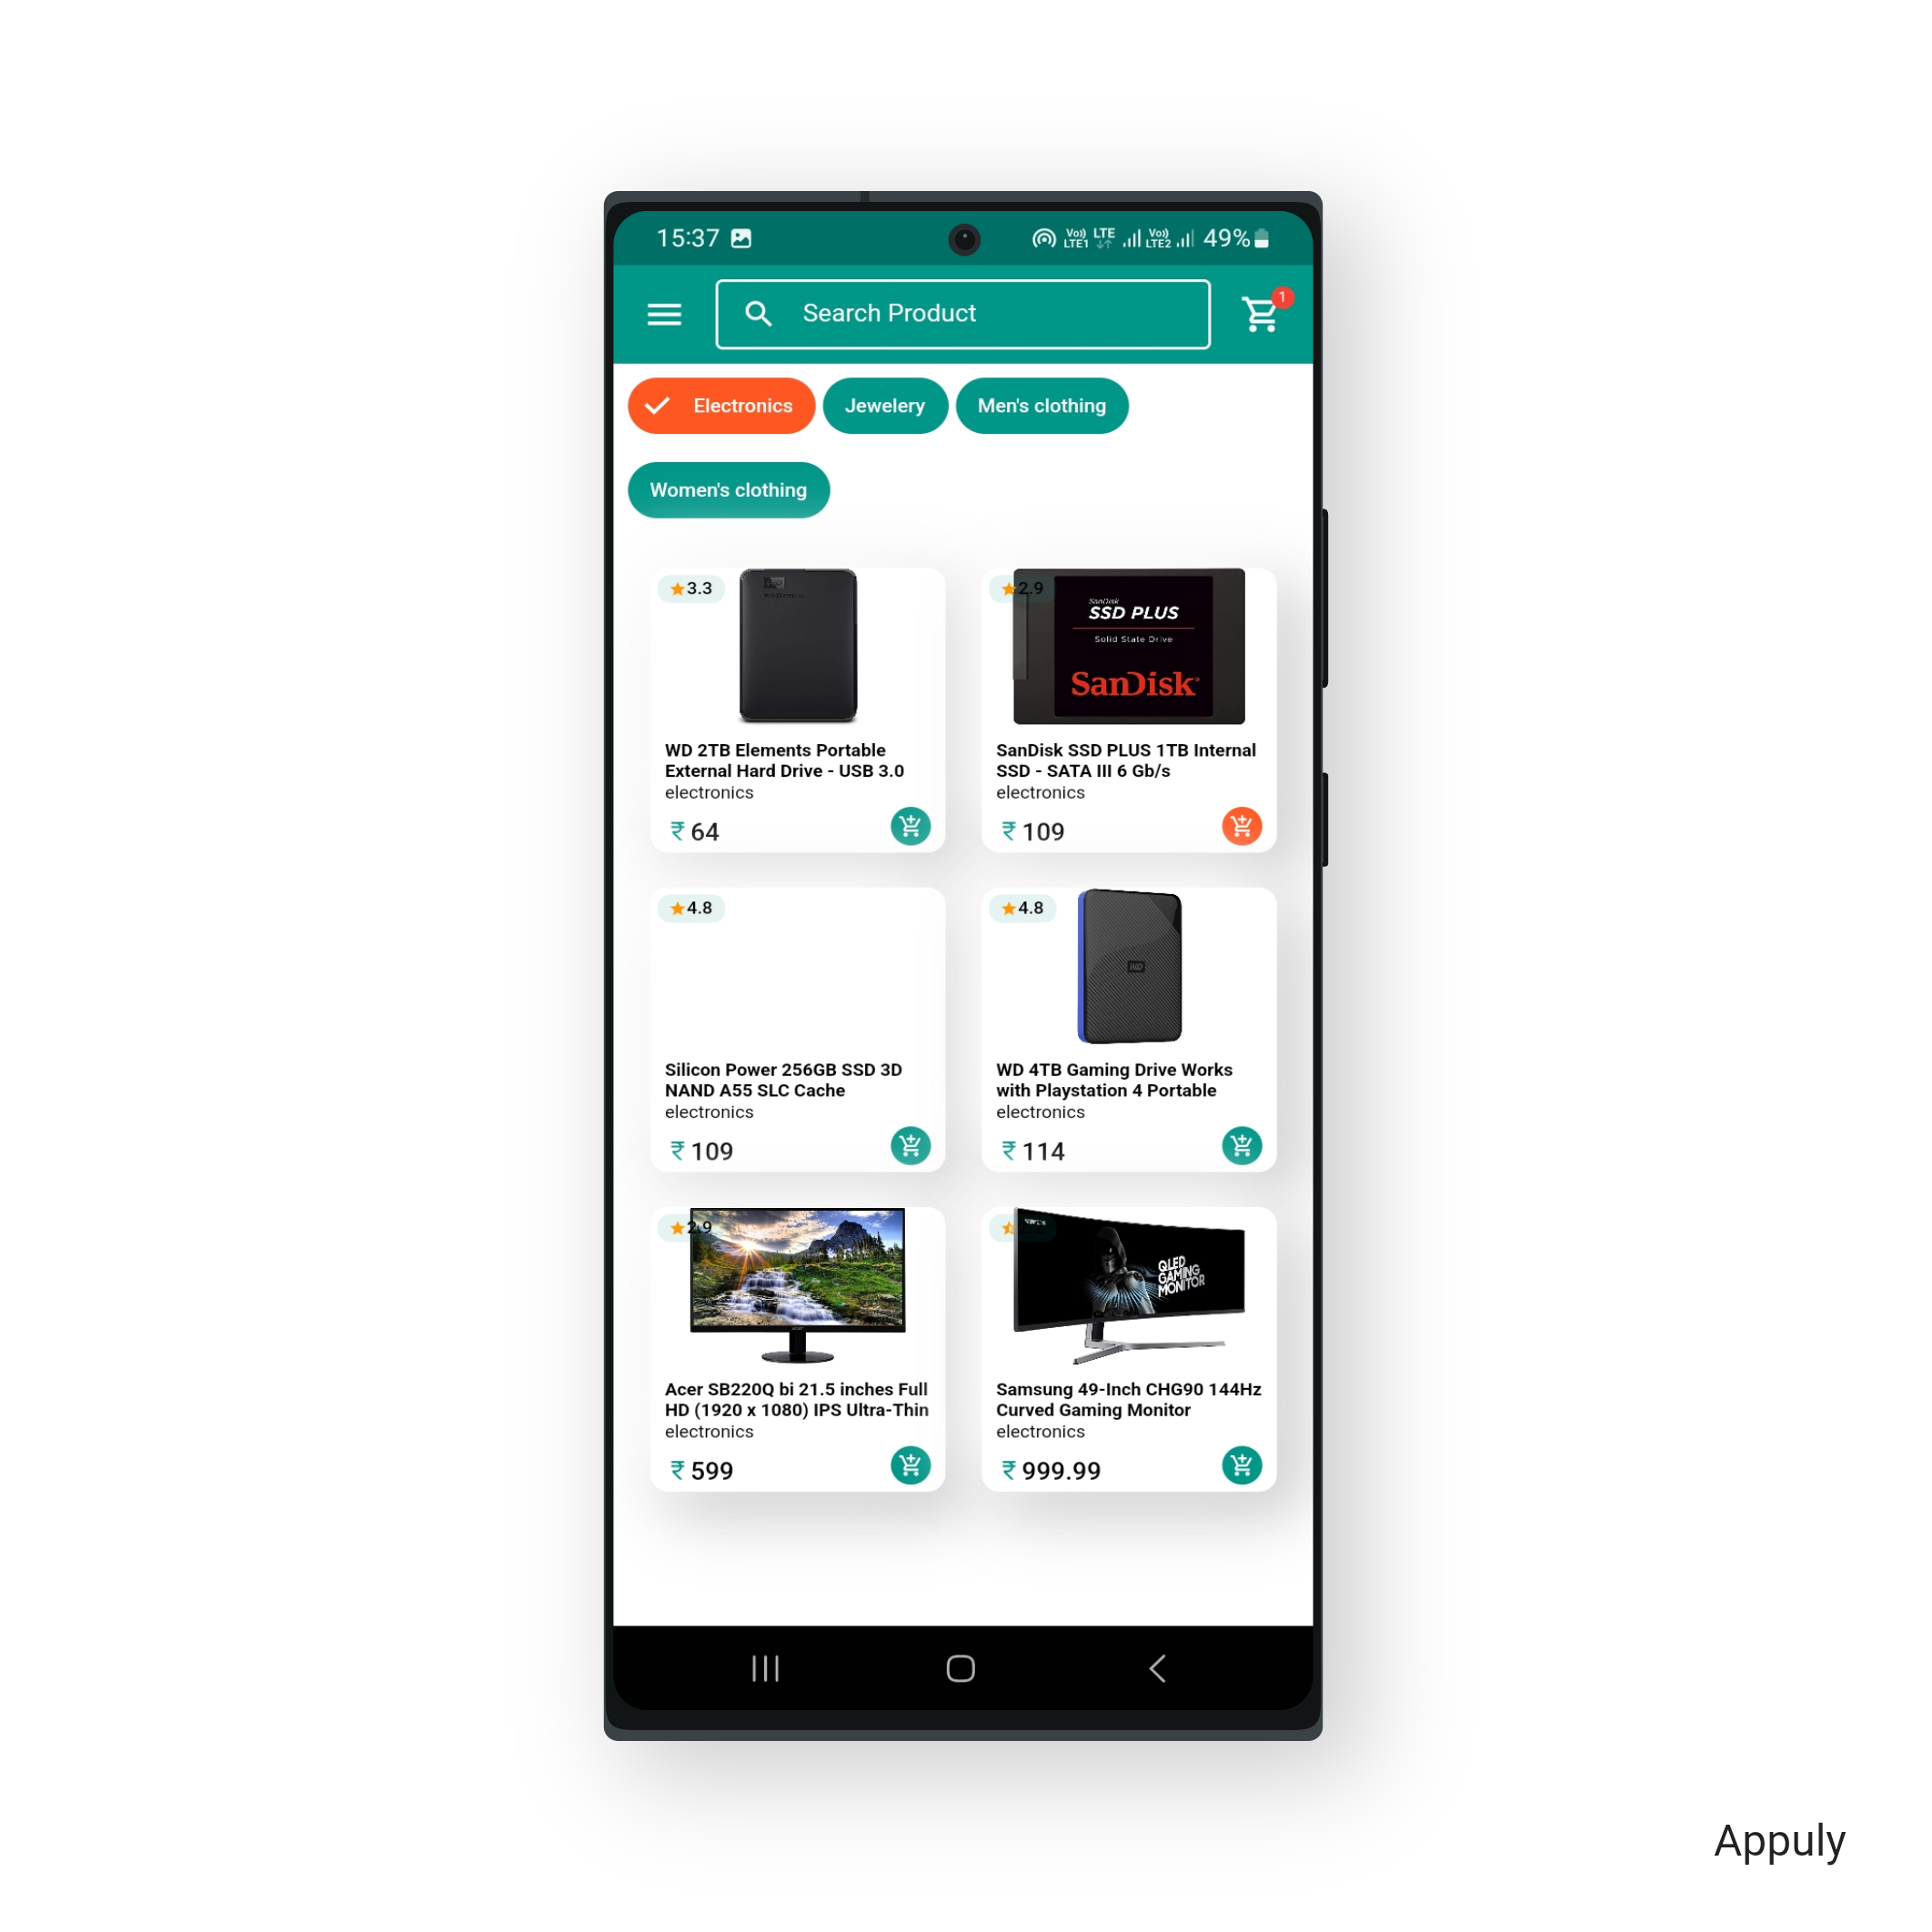 15:37
Vo)) LTE1 LTE Vo)) LTE2 49%
Search Product
1
Electronics
Jewelery
Men's clothing
Women's clothing
3.3
2.9
SanDisk
SSD PLUS
Solid State Drive
SanDisk
WD 2TB Elements Portable
External Hard Drive - USB 3.0
electronics
₹ 64
SanDisk SSD PLUS 1TB Internal
SSD - SATA III 6 Gb/s
electronics
₹ 109
4.8
Silicon Power 256GB SSD 3D
NAND A55 SLC Cache
electronics
₹ 109
4.8
WD
WD 4TB Gaming Drive Works
with Playstation 4 Portable
electronics
₹ 114
2.9
Acer SB220Q bi 21.5 inches Full
HD (1920 x 1080) IPS Ultra-Thin
electronics
₹ 599
QLED
GAMING
MONITOR
Samsung 49-Inch CHG90 144Hz
Curved Gaming Monitor
electronics
₹ 999.99
Appuly